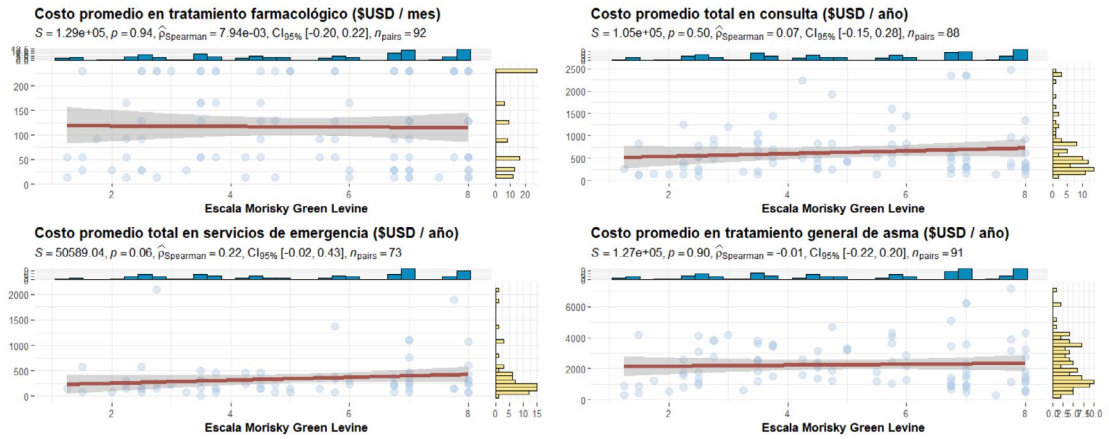 Costo promedio en tratamiento farmacológico ($USD / mes)
S = 1.29e+05, p = 0.94, ρ̂Spearman = 7.94e-03, CI95% [-0.20, 0.22], npairs = 92
200
150
100
50
0
2 4 6 8
0 10 20
Escala Morisky Green Levine
Costo promedio total en consulta ($USD / año)
S = 1.05e+05, p = 0.50, ρ̂Spearman = 0.07, CI95% [-0.15, 0.28], npairs = 88
2500
2000
1500
1000
500
0
2 4 6 8
0 5 10
Escala Morisky Green Levine
Costo promedio total en servicios de emergencia ($USD / año)
S = 50589.04, p = 0.06, ρ̂Spearman = 0.22, CI95% [-0.02, 0.43], npairs = 73
2000
1500
1000
500
0
2 4 6 8
0 5 10 15
Escala Morisky Green Levine
Costo promedio en tratamiento general de asma ($USD / año)
S = 1.27e+05, p = 0.90, ρ̂Spearman = -0.01, CI95% [-0.22, 0.20], npairs = 91
6000
4000
2000
0
2 4 6 8
Escala Morisky Green Levine